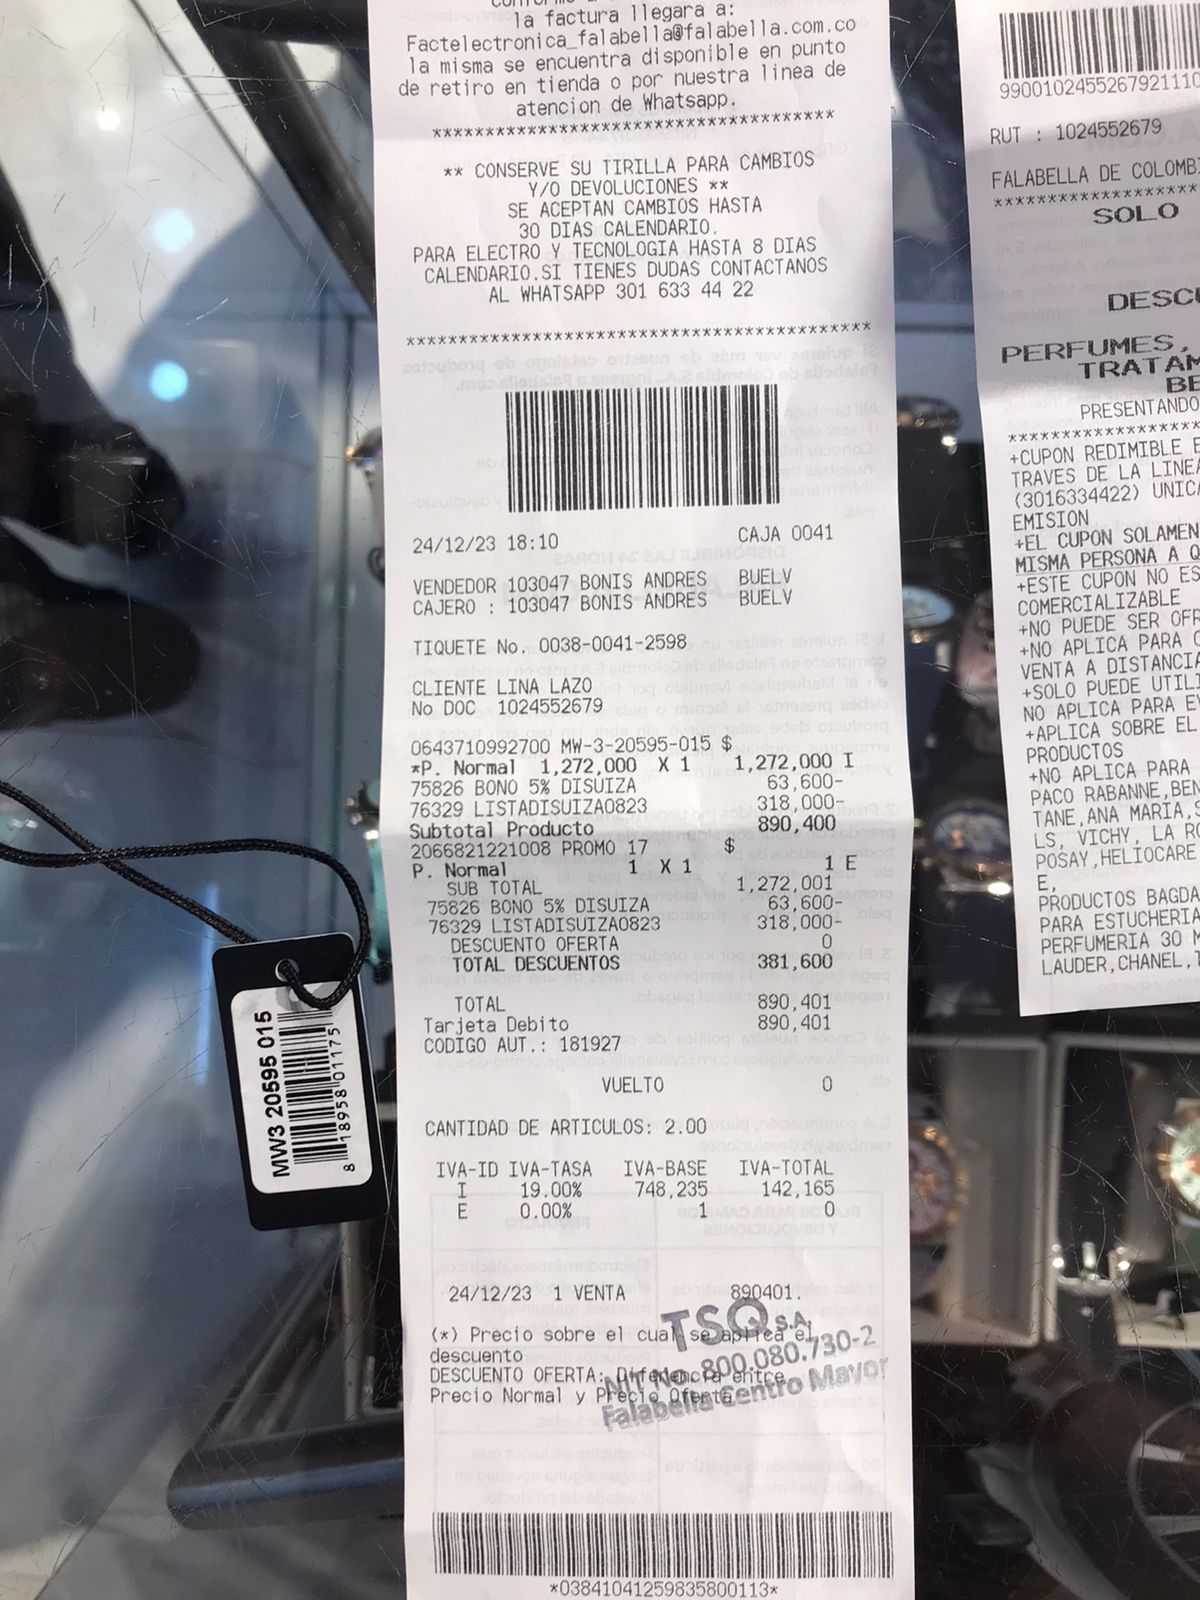 la factura llegara a:
Factelectronica_falabella@falabella.com.co
la misma se encuentra disponible en punto
de retiro en tienda o por nuestra linea de
atencion de Whatsapp.
**************************************
** CONSERVE SU TIRILLA PARA CAMBIOS
Y/O DEVOLUCIONES **
SE ACEPTAN CAMBIOS HASTA
30 DIAS CALENDARIO.
PARA ELECTRO Y TECNOLOGIA HASTA 8 DIAS
CALENDARIO.SI TIENES DUDAS CONTACTANOS
AL WHATSAPP 301 633 44 22
********************************************
24/12/23 18:10 CAJA 0041
VENDEDOR 103047 BONIS ANDRES BUELV
CAJERO : 103047 BONIS ANDRES BUELV
TIQUETE No. 0038-0041-2598
CLIENTE LINA LAZO
No DOC 1024552679
0643710992700 MW-3-20595-015 $
*P. Normal 1,272,000 X 1 1,272,000 I
75826 BONO 5% DISUIZA 63,600-
76329 LISTADISUIZA0823 318,000-
Subtotal Producto 890,400
2066821221008 PROMO 17 $
P. Normal 1 X 1 1 E
SUB TOTAL 1,272,001
75826 BONO 5% DISUIZA 63,600-
76329 LISTADISUIZA0823 318,000-
DESCUENTO OFERTA 0
TOTAL DESCUENTOS 381,600
TOTAL 890,401
Tarjeta Debito 890,401
CODIGO AUT.: 181927
VUELTO 0
CANTIDAD DE ARTICULOS: 2.00
IVA-ID IVA-TASA IVA-BASE IVA-TOTAL
I 19.00% 748,235 142,165
E 0.00% 1 0
24/12/23 1 VENTA 890401.
(*) Precio sobre el cual se aplica el
descuento
DESCUENTO OFERTA: Diferencia entre
Precio Normal y Precio Oferta
TSQ S.A.
NIT No. 800.080.730-2
Falabella Centro Mayor
*03841041259835800113*
MW3 20595 015
8 18958 01175
9900102455267921110
RUT : 1024552679
FALABELLA DE COLOMBI
SOLO
DESCU
PERFUMES,
TRATAM
BE
PRESENTANDO
+CUPON REDIMIBLE E
TRAVES DE LA LINEA
(3016334422) UNICA
EMISION
+EL CUPON SOLAMEN
MISMA PERSONA A Q
+ESTE CUPON NO ES
COMERCIALIZABLE
+NO PUEDE SER OFR
+NO APLICA PARA C
VENTA A DISTANCIA
+SOLO PUEDE UTILI
NO APLICA PARA EV
+APLICA SOBRE EL
PRODUCTOS
+NO APLICA PARA
PACO RABANNE,BEN
TANE,ANA MARIA,S
LS, VICHY, LA RO
POSAY,HELIOCARE
E,
PRODUCTOS BAGDA
PARA ESTUCHERIA
PERFUMERIA 30 M
LAUDER,CHANEL,T